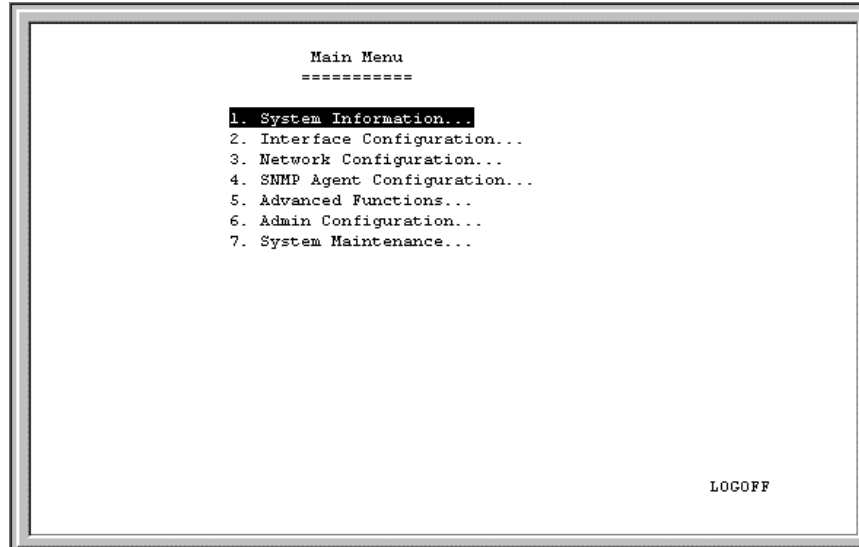 Main Menu
===========
1. System Information...
2. Interface Configuration...
3. Network Configuration...
4. SNMP Agent Configuration...
5. Advanced Functions...
6. Admin Configuration...
7. System Maintenance...
LOGOFF